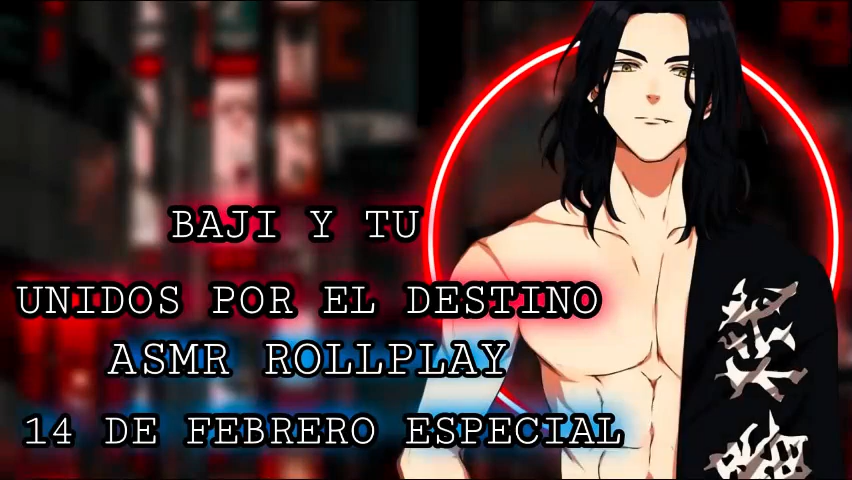 BAJI Y TU
UNIDOS POR EL DESTINO
ASMR ROLLPLAY
14 DE FEBRERO ESPECIAL